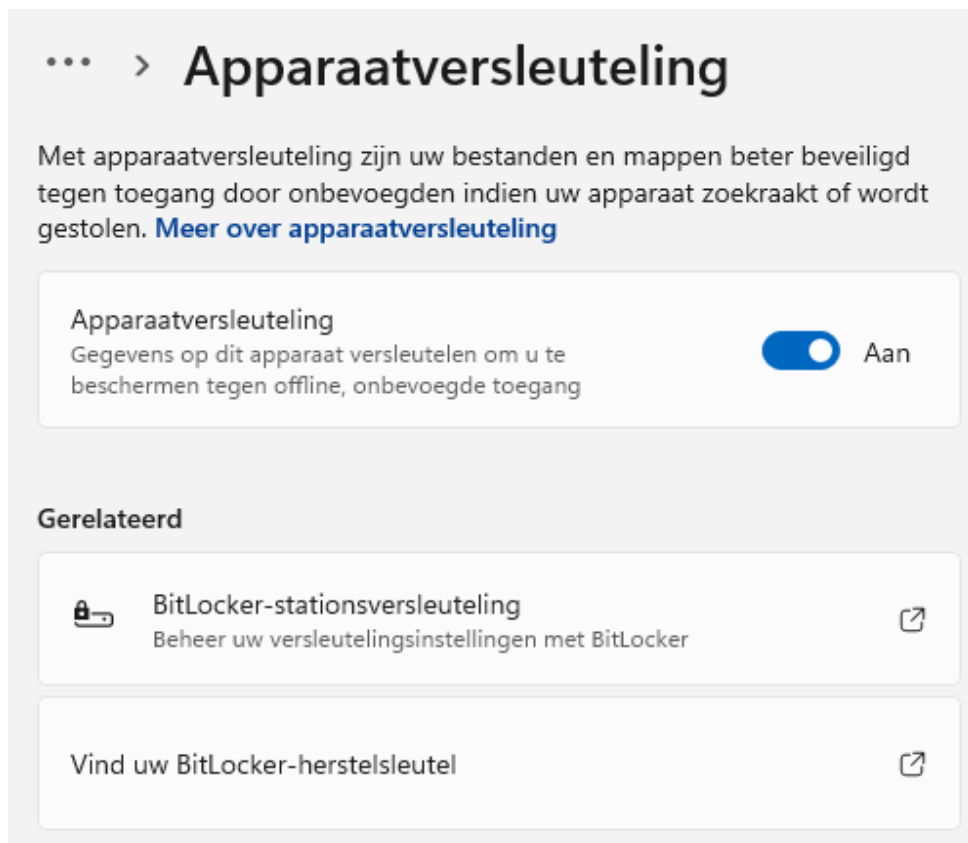 ... > Apparaatversleuteling
Met apparaatversleuteling zijn uw bestanden en mappen beter beveiligd
tegen toegang door onbevoegden indien uw apparaat zoekraakt of wordt
gestolen. Meer over apparaatversleuteling
Apparaatversleuteling
Gegevens op dit apparaat versleutelen om u te
beschermen tegen offline, onbevoegde toegang
Aan
Gerelateerd
BitLocker-stationsversleuteling
Beheer uw versleutelingsinstellingen met BitLocker
Vind uw BitLocker-herstelsleutel